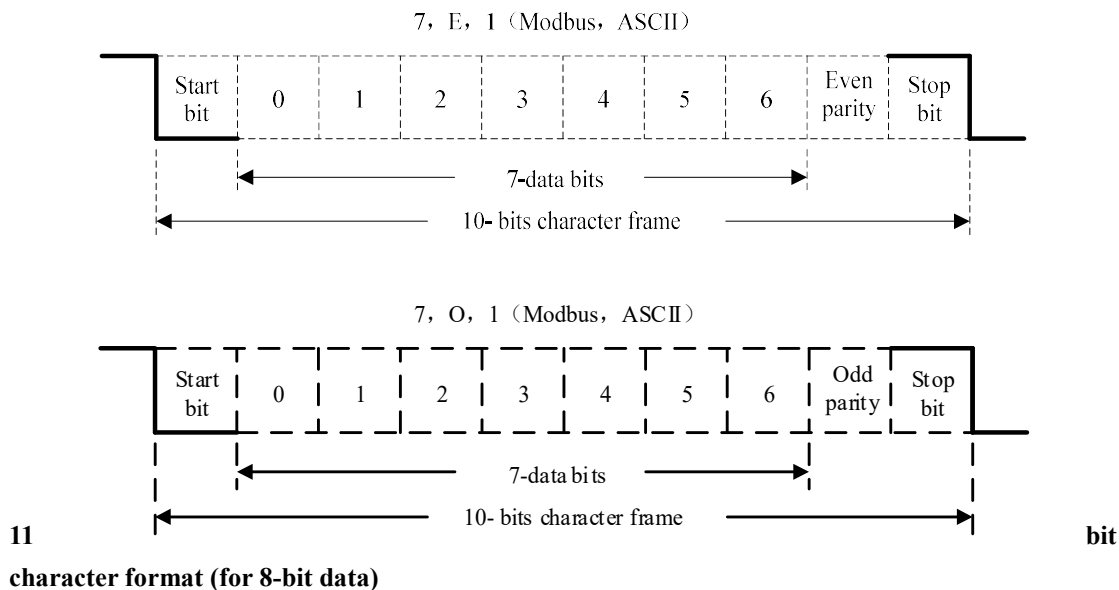 7, E, 1（Modbus, ASCII）
Start bit 0 1 2 3 4 5 6 Even parity Stop bit
7-data bits
10- bits character frame
7, O, 1（Modbus, ASCII）
Start bit 0 1 2 3 4 5 6 Odd parity Stop bit
7-data bits
10- bits character frame
11 bit
character format (for 8-bit data)